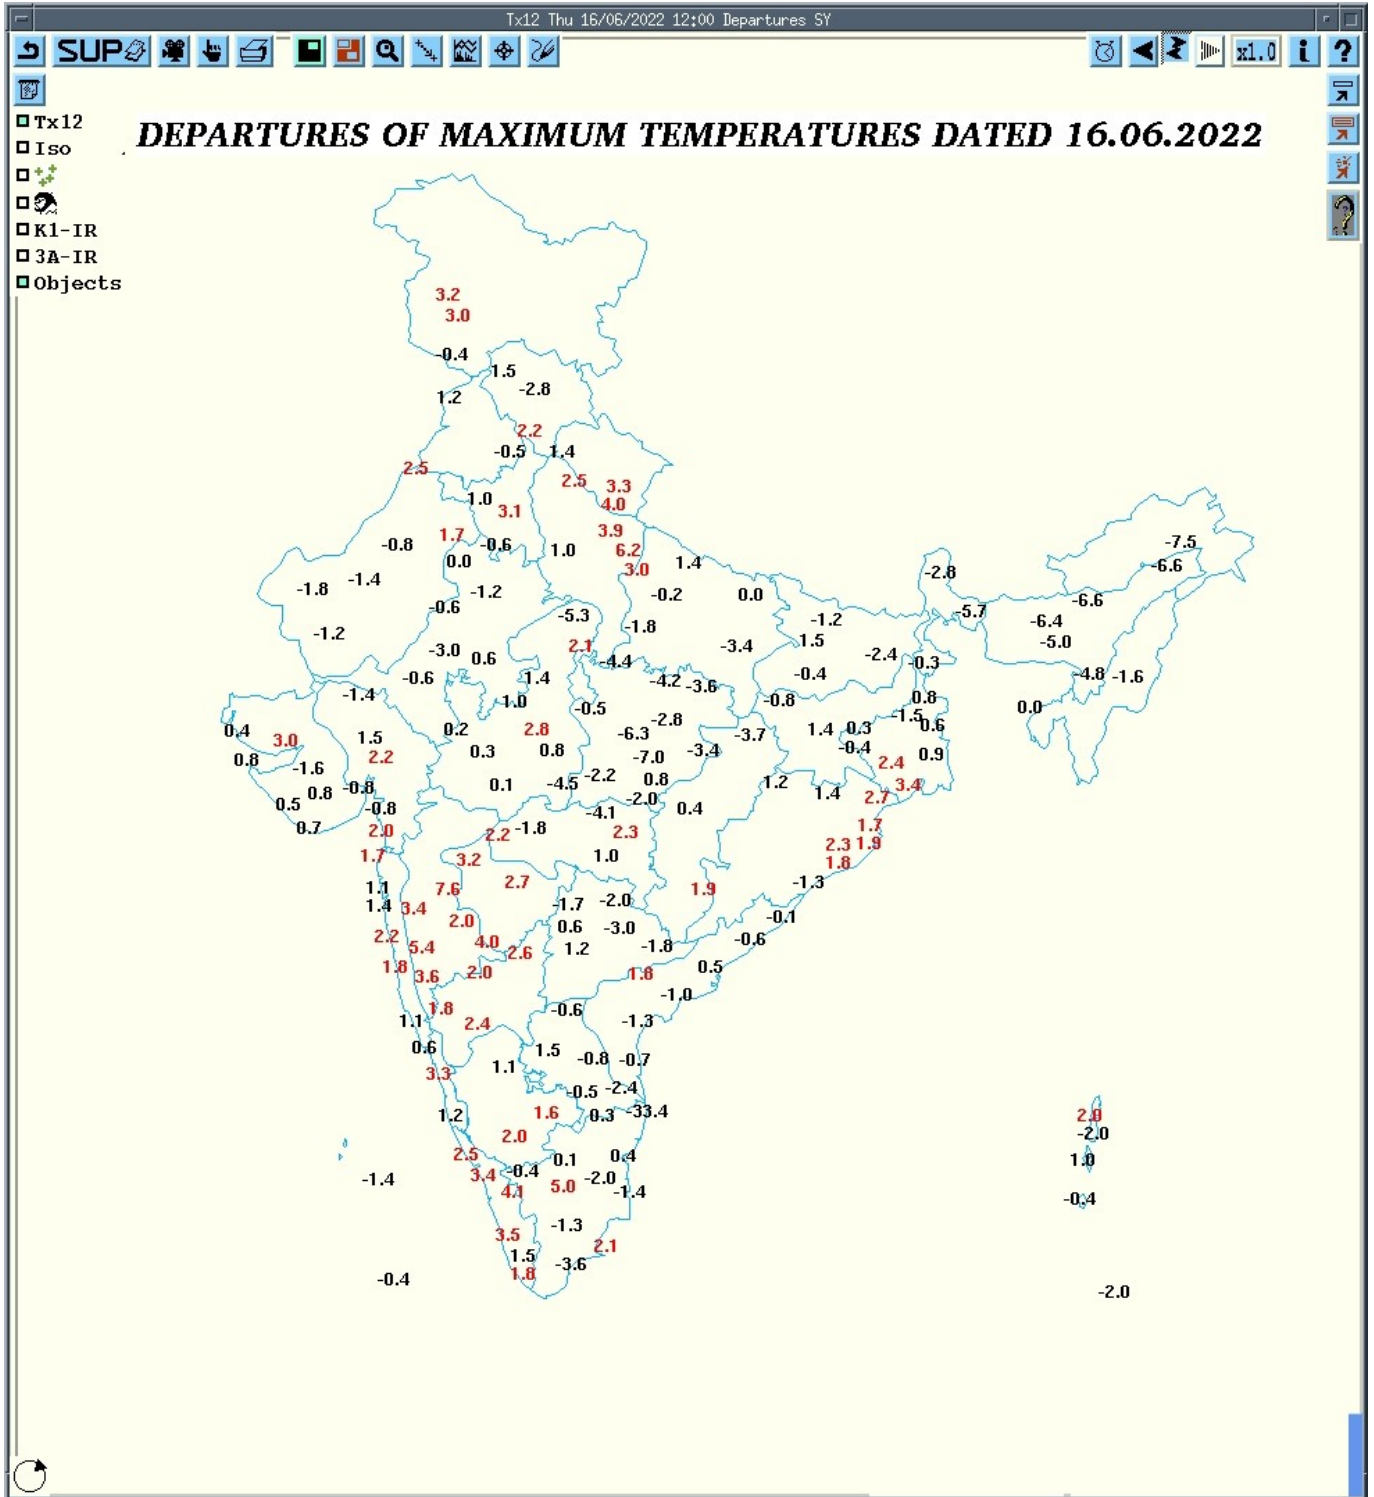 Tx12 Thu 16/06/2022 12:00 Departures SY
SUP
x1.0 i ?
Tx12
DEPARTURES OF MAXIMUM TEMPERATURES DATED 16.06.2022
Iso
K1-IR
3A-IR
Objects
3.2
3.0
-0.4
1.5
-2.8
1.2
2.2
-0.5 1.4
2.5
2.5 3.3
1.0 4.0
3.1
1.7 3.9
-0.8 -0.6 1.0 6.2
0.0 3.0 1.4
-7.5
-6.6
-2.8
-1.8 -1.4 -1.2 -0.2 0.0
-0.6 -6.6
-5.3 -5.7
-1.2 -1.8 -1.2 -6.4
-3.0 2.1 -3.4 1.5 -5.0
0.6 -4.4 -2.4 -0.3
-0.6 1.4 -4.2 -3.6 -0.4 -4.8 -1.6
-1.4 1.0 -0.5 -0.8 0.8 0.0
0.4 0.2 2.8 -2.8 1.4 0.3 -1.5 0.6
3.0 1.5 -6.3 -3.7
0.8 2.2 0.3 0.8 -7.0 -3.4 -0.4 0.9
-1.6 2.4
0.8 -0.8 0.1 -4.5 -2.2 0.8 1.2 3.4
0.5 -0.8 -2.0 0.4 1.4 2.7
0.7 2.0 2.2 -1.8 -4.1 2.3 1.7
1.7 3.2 1.0 2.3 1.9
1.8
1.1 7.6 2.7 1.9 -1.3
1.4 3.4 -1.7 -2.0
2.0 0.6 -3.0 -0.1
2.2 5.4 4.0 2.6 1.2 -1.8 -0.6
1.8 3.6 2.0 1.8 0.5
-1.0
1.8 -0.6
1.1 2.4 -1.3
0.6 1.5
3.3 1.1 -0.8 -0.7
-0.5 -2.4
1.2 1.6 0.3 -33.4 2.0
2.0 -2.0
2.5 0.1 0.4 1.0
-1.4 3.4 -0.4 -2.0
4.1 5.0 -1.4 -0.4
3.5 -1.3
1.5 2.1
-0.4 1.8 -3.6
-2.0